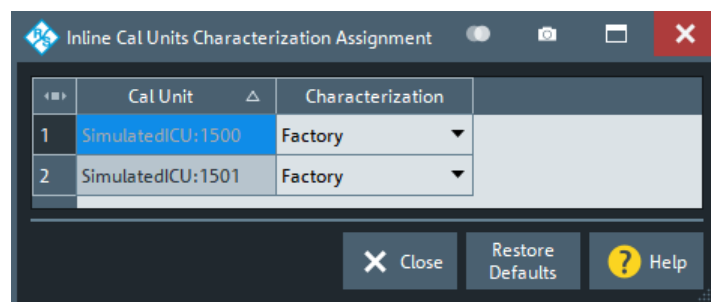 Inline Cal Units Characterization Assignment
Cal Unit Characterization
1 SimulatedICU:1500 Factory
2 SimulatedICU:1501 Factory
Close
Restore
Defaults
? Help